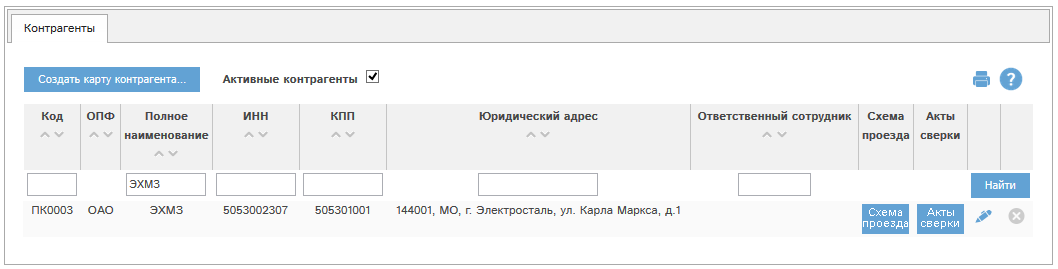 Контрагенты
Создать карту контрагента... Активные контрагенты ?
Код ОПФ Полное наименование ИНН КПП Юридический адрес Ответственный сотрудник Схема проезда Акты сверки
ЭХМЗ Найти
ПК0003 ОАО ЭХМЗ 5053002307 505301001 144001, МО, г. Электросталь, ул. Карла Маркса, д.1 Схема проезда Акты сверки